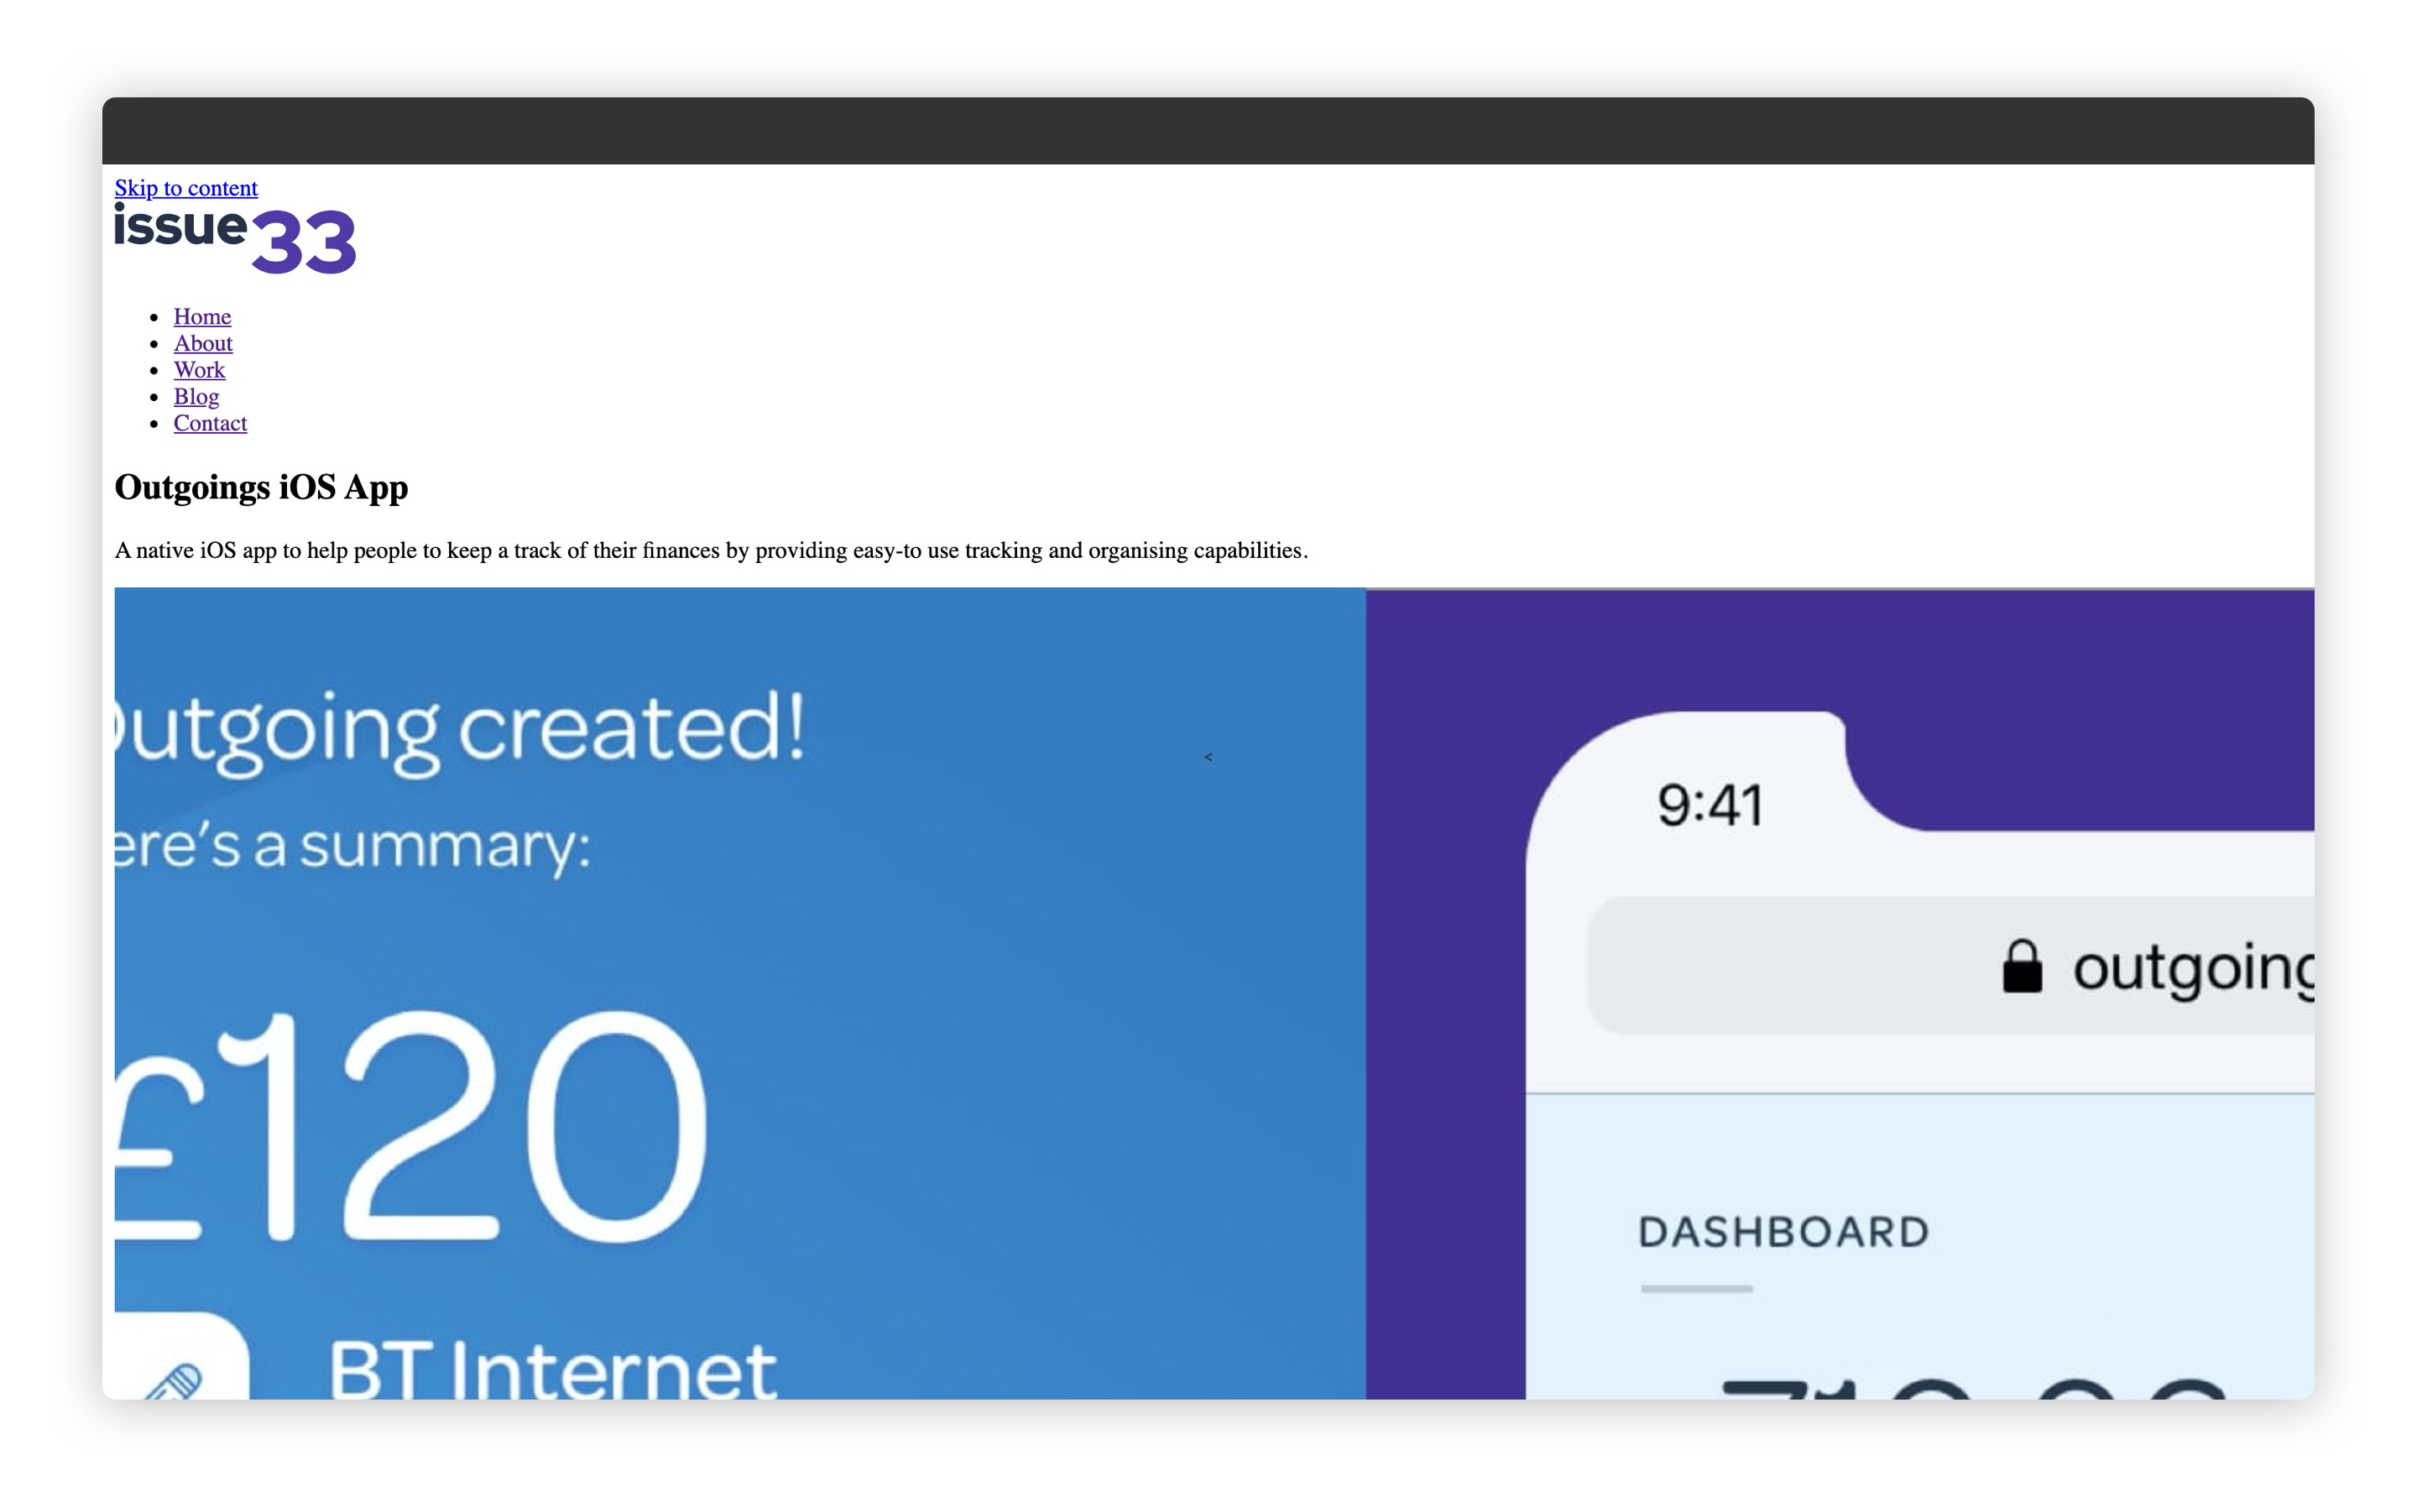 Skip to content
issue33
Home
About
Work
Blog
Contact
Outgoings iOS App
A native iOS app to help people to keep a track of their finances by providing easy-to use tracking and organising capabilities.
utgoing created!
ere's a summary:
£120
BT Internet
<
9:41
outgoing
DASHBOARD